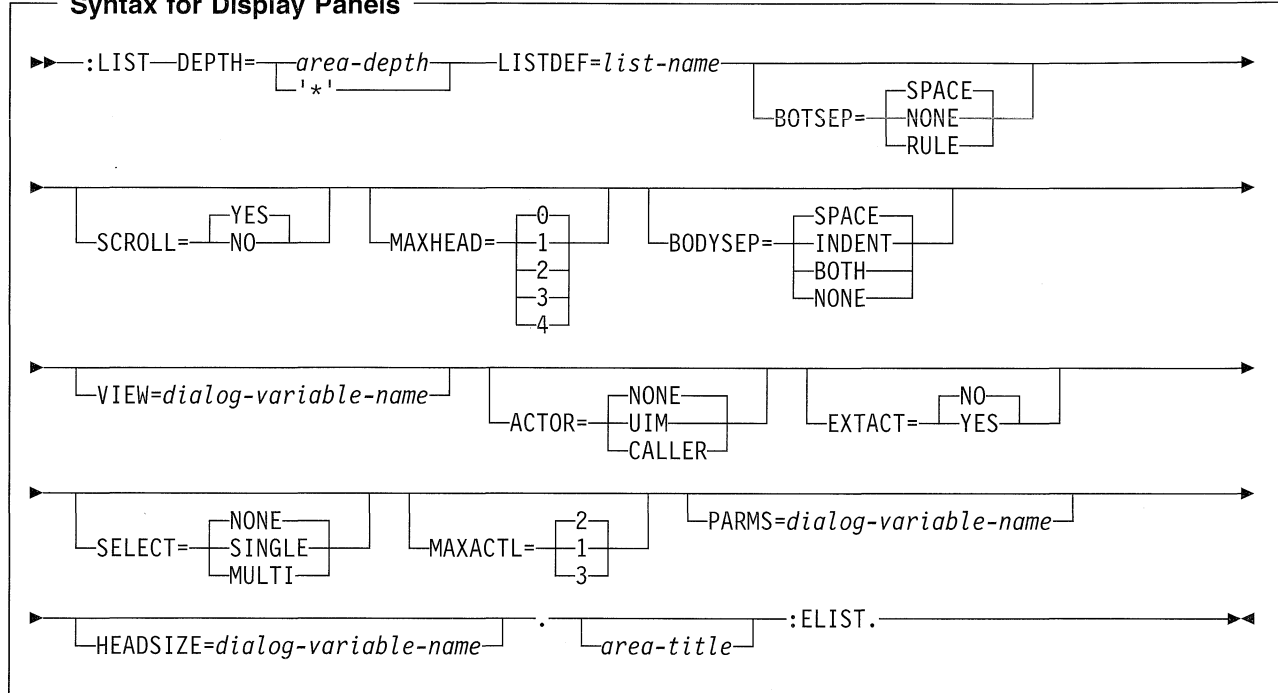 Syntax for Display Panels
:LIST DEPTH= area-depth LISTDEF=list-name
'*'
BOTSEP= SPACE
NONE
RULE
SCROLL= YES
NO
MAXHEAD= 0
1
2
3
4
BODYSEP= SPACE
INDENT
BOTH
NONE
VIEW=dialog-variable-name
ACTOR= NONE
UIM
CALLER
EXTACT= NO
YES
SELECT= NONE
SINGLE
MULTI
MAXACTL= 2
1
3
PARMS=dialog-variable-name
HEADSIZE=dialog-variable-name
.
area-title
:ELIST.